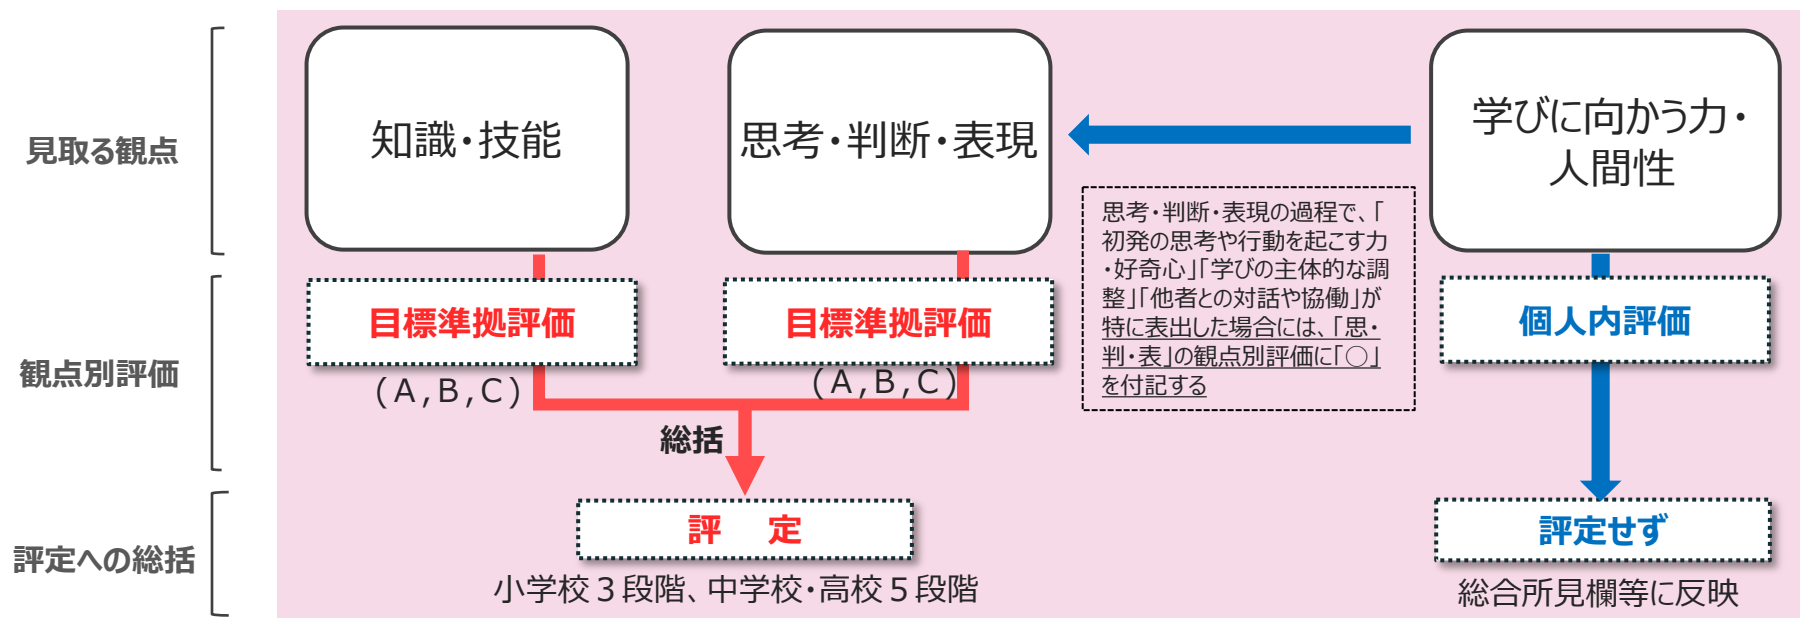 見取る観点
知識・技能
思考・判断・表現
学びに向かう力・
人間性
思考・判断・表現の過程で、「
初発の思考や行動を起こす力
・好奇心」「学びの主体的な調
整」「他者との対話や協働」が
特に表出した場合には、「思・
判・表」の観点別評価に「○」
を付記する
観点別評価
目標準拠評価
(A,B,C)
目標準拠評価
(A,B,C)
個人内評価
総括
評定への総括
評　定
小学校３段階、中学校・高校５段階
評定せず
総合所見欄等に反映